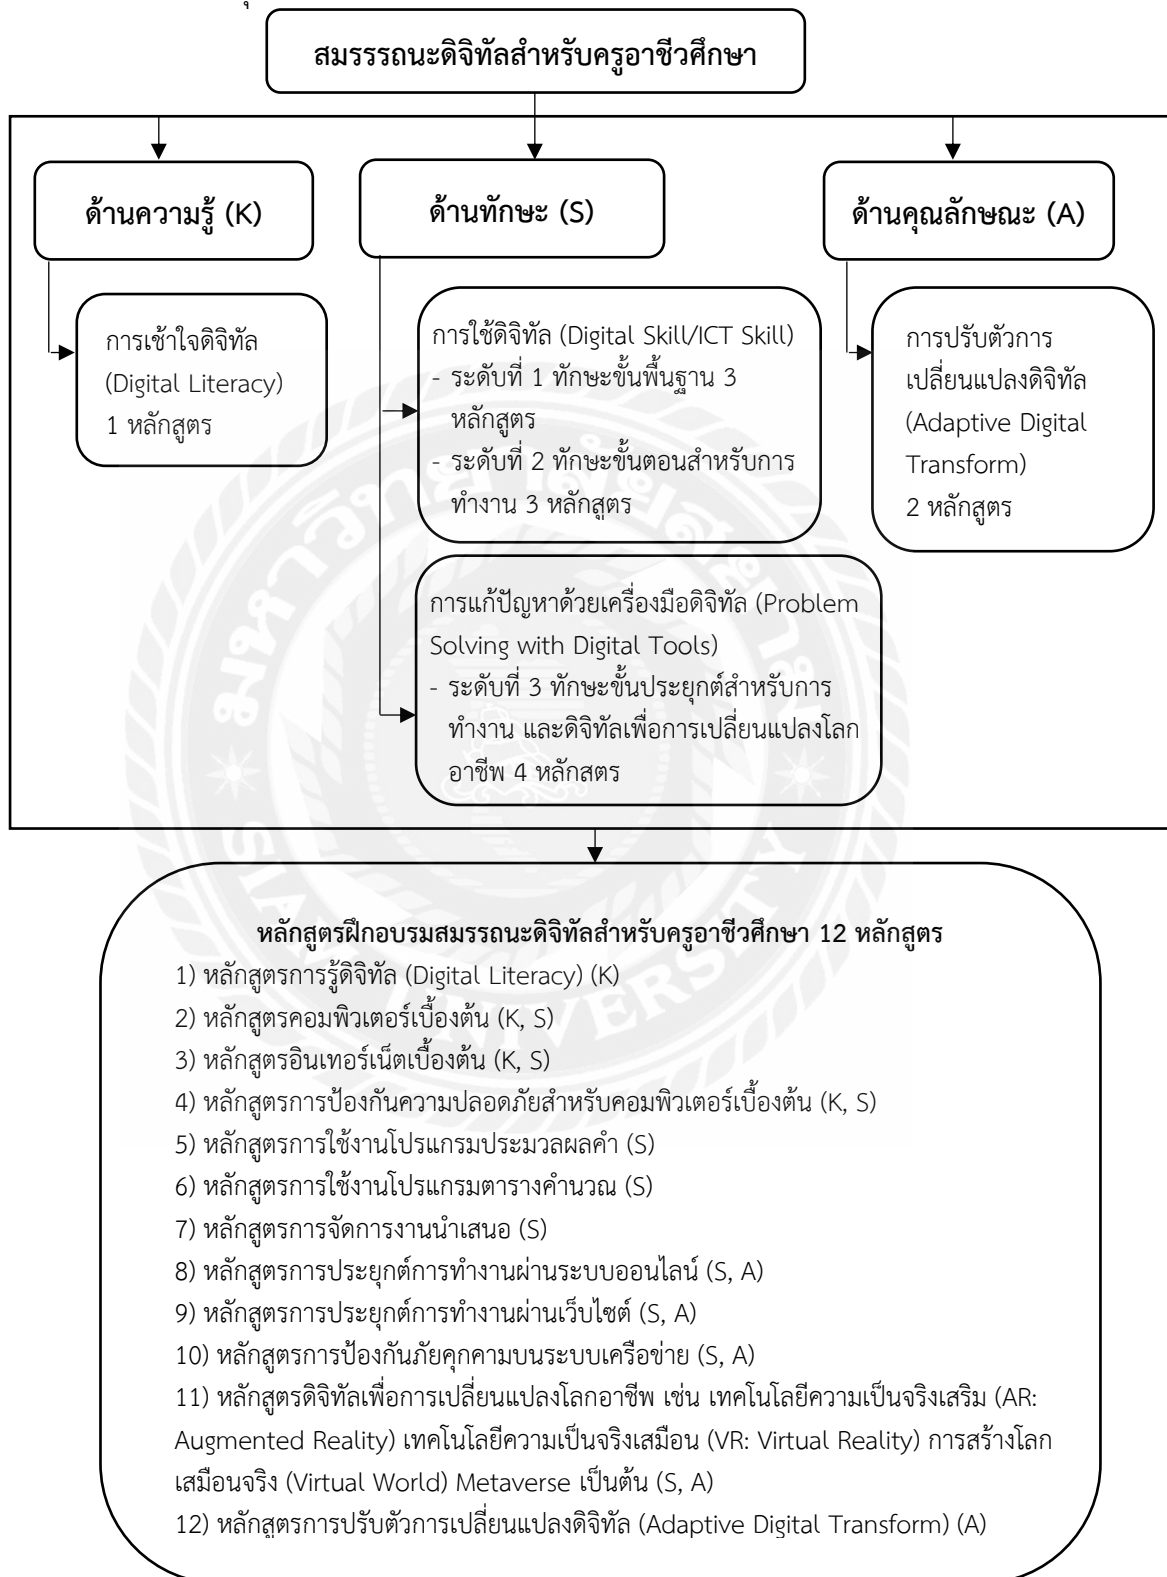 สมรรรถนะดิจิทัลสำหรับครูอาชีวศึกษา
ด้านความรู้ (K)
การเช้าใจดิจิทัล
(Digital Literacy)
1 หลักสูตร
ด้านทักษะ (S)
การใช้ดิจิทัล (Digital Skill/ICT Skill)
- ระดับที่ 1 ทักษะขั้นพื้นฐาน 3
หลักสูตร
- ระดับที่ 2 ทักษะขั้นตอนสำหรับการ
ทำงาน 3 หลักสูตร
การแก้ปัญหาด้วยเครื่องมือดิจิทัล (Problem
Solving with Digital Tools)
- ระดับที่ 3 ทักษะขั้นประยุกต์สำหรับการ
ทำงาน และดิจิทัลเพื่อการเปลี่ยนแปลงโลก
อาชีพ 4 หลักสตร
ด้านคุณลักษณะ (A)
การปรับตัวการ
เปลี่ยนแปลงดิจิทัล
(Adaptive Digital
Transform)
2 หลักสูตร
หลักสูตรฝึกอบรมสมรรถนะดิจิทัลสำหรับครูอาชีวศึกษา 12 หลักสูตร
1) หลักสูตรการรู้ดิจิทัล (Digital Literacy) (K)
2) หลักสูตรคอมพิวเตอร์เบื้องต้น (K, S)
3) หลักสูตรอินเทอร์เน็ตเบื้องต้น (K, S)
4) หลักสูตรการป้องกันความปลอดภัยสำหรับคอมพิวเตอร์เบื้องต้น (K, S)
5) หลักสูตรการใช้งานโปรแกรมประมวลผลคำ (S)
6) หลักสูตรการใช้งานโปรแกรมตารางคำนวณ (S)
7) หลักสูตรการจัดการงานนำเสนอ (S)
8) หลักสูตรการประยุกต์การทำงานผ่านระบบออนไลน์ (S, A)
9) หลักสูตรการประยุกต์การทำงานผ่านเว็บไซต์ (S, A)
10) หลักสูตรการป้องกันภัยคุกคามบนระบบเครือข่าย (S, A)
11) หลักสูตรดิจิทัลเพื่อการเปลี่ยนแปลงโลกอาชีพ เช่น เทคโนโลยีความเป็นจริงเสริม (AR:
Augmented Reality) เทคโนโลยีความเป็นจริงเสมือน (VR: Virtual Reality) การสร้างโลก
เสมือนจริง (Virtual World) Metaverse เป็นต้น (S, A)
12) หลักสูตรการปรับตัวการเปลี่ยนแปลงดิจิทัล (Adaptive Digital Transform) (A)
มหาวิทยาลัยสยาม
SIAM UNIVERSITY